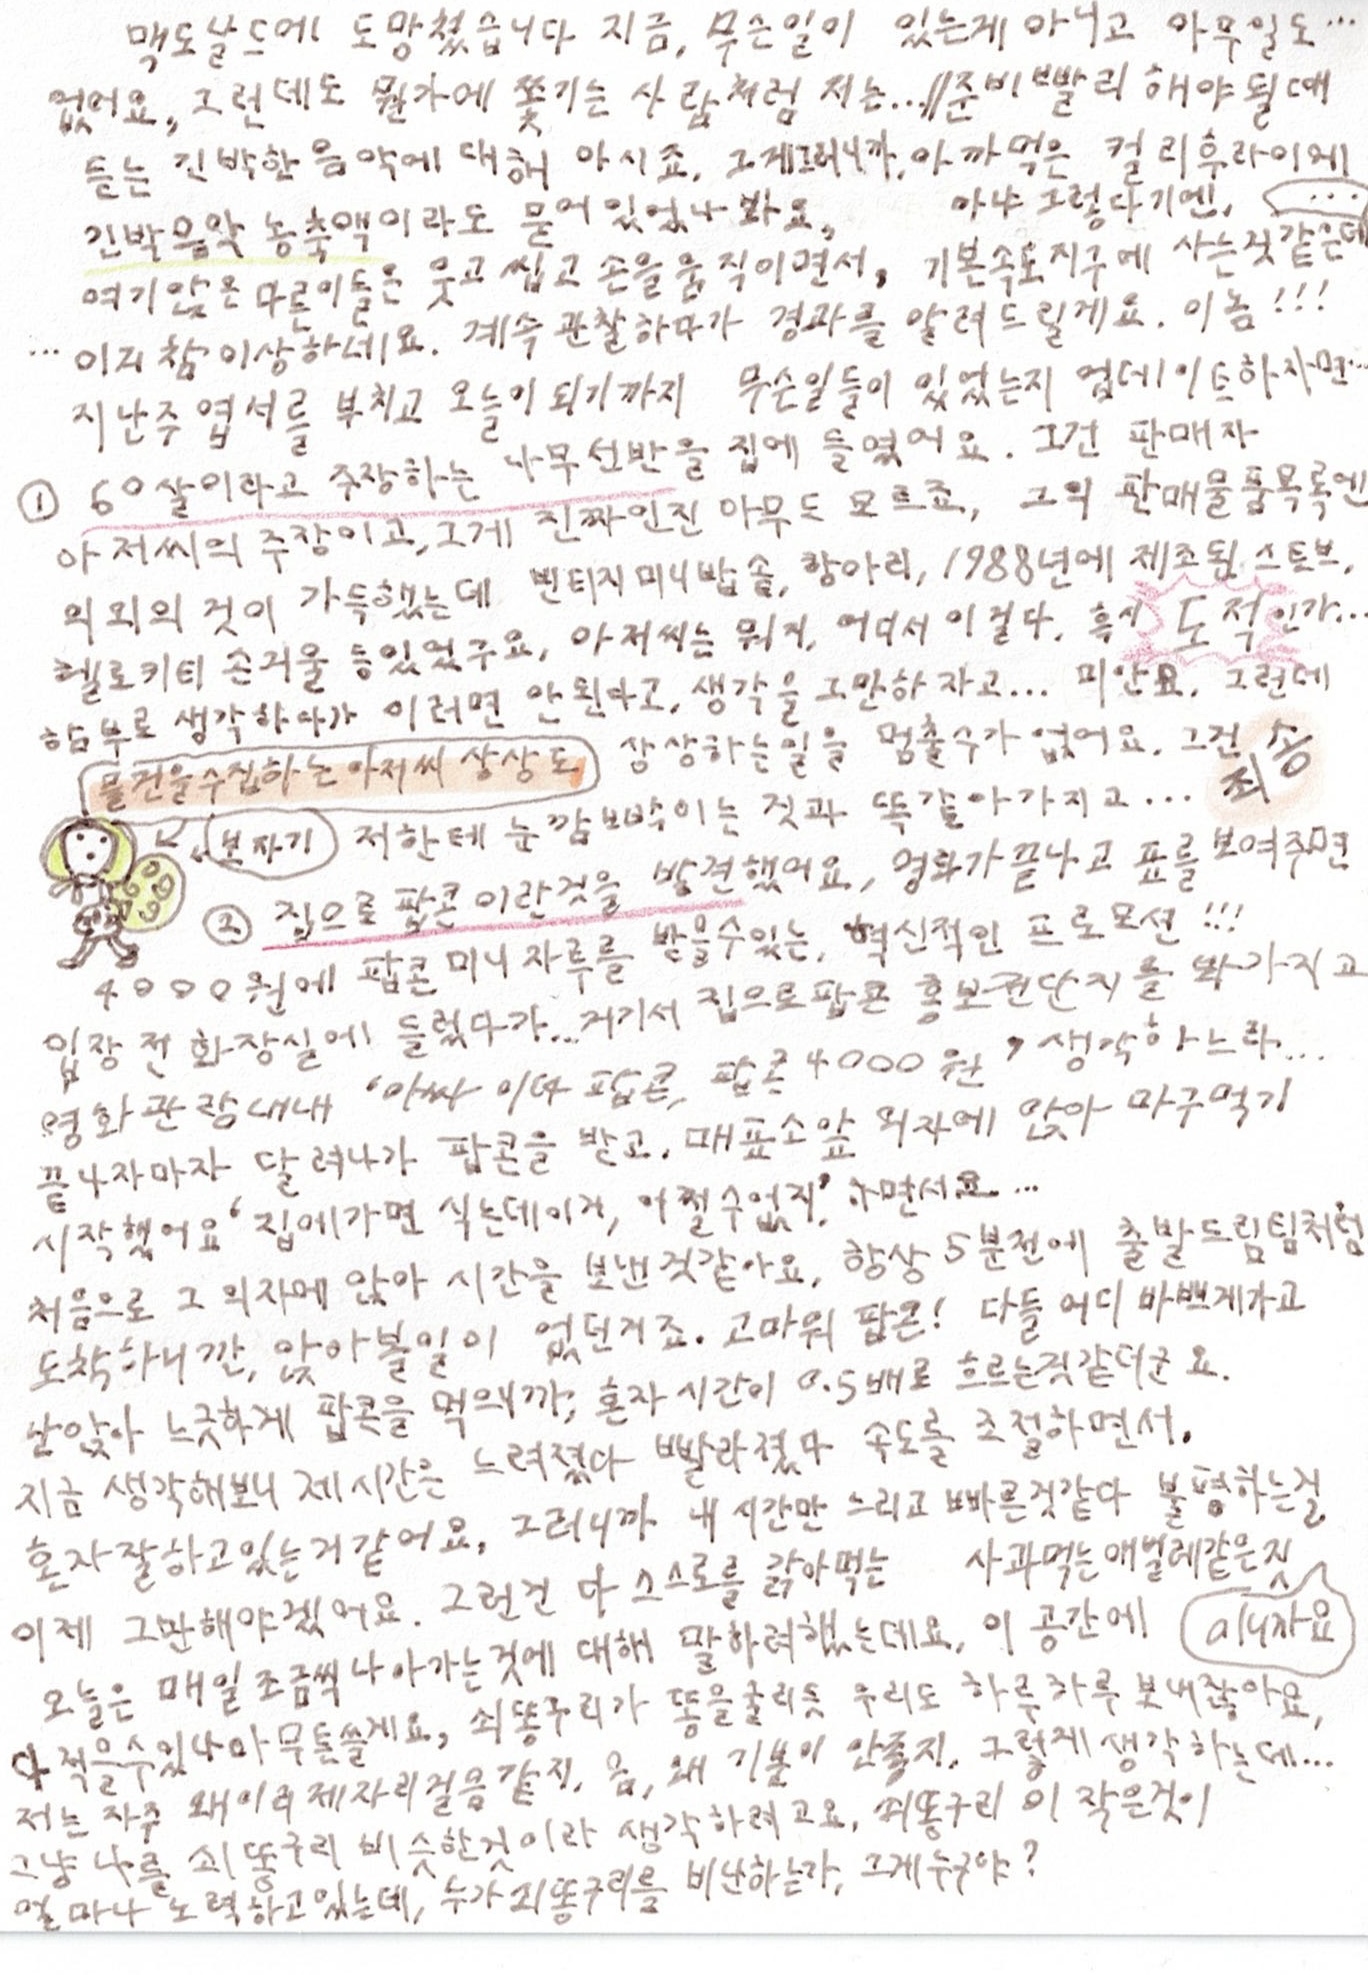 맥도날드에 도망쳤습니다 지금, 무슨일이 있는게 아니고 아무일도…
없어요, 그런데도 뭔가에 쫓기는 사람처럼 저는…//준비 빨리 해야될때
듣는 긴박한 음악에 대해 아시죠. 그게그러니까, 아까먹은 컬리후라이에
긴박음악 농축액이라도 묻어있었나 봐요, 아냐 그렇다기엔, …
여기앉은 다른이들은 웃고 씹고 손을 움직이면서, 기본속도 지구에 사는것 같은데
… 이거 참 이상하네요. 계속 관찰하다가 경과를 알려드릴게요. 이놈!!!
지난주 엽서를 부치고 오늘이 되기까지 무슨일들이 있었는지 업데이트하자면…
① 60살이라고 주장하는 나무선반을 집에 들였어요. 그건 판매자
아저씨의 주장이고, 그게 진짜인진 아무도 모르죠, 그의 판매물품목록엔
의외의 것이 가득했는데 빈티지 미니밥솥, 항아리, 1988년에 제조된 스토브,
헬로키티 손거울 등있었구요, 아저씨는 뭐지, 어디서 이걸다, 혹시 도적인가…
함부로 생각하다가 이러면 안된다고, 생각을 그만하자고… 미안요. 그런데
물건을수집하는아저씨 상상도 상상하는일을 멈출수가 없어요. 그건 죄송
보자기 저한테 눈깜빡이는 것과 똑같아가지고…
② 집으로 팝콘이란것을 발견했어요, 영화가 끝나고 표를 보여주면
4000원에 팝콘 미니 자루를 받을수있는, 혁신적인 프로모션!!!
입장 전 화장실에 들렀다가… 거기서 집으로팝콘 홍보전단지를 봐가지고
영화관람내내 '아싸 이따 팝콘, 팝콘 4000원' 생각하느라…
끝나자마자 달려나가 팝콘을 받고, 매표소앞 의자에 앉아 마구먹기
시작했어요 '집에가면 식는데이거, 어쩔수없지' 하면서요…
처음으로 그 의자에 앉아 시간을 보낸것같아요, 항상 5분전에 출발드림팀처럼
도착하니깐, 앉아볼일이 없던거죠. 고마워 팝콘! 다들 어디 바쁘게가고
난앉아 느긋하게 팝콘을 먹으니까, 혼자 시간이 0.5배로 흐르는것같더군요.
지금 생각해보니 제시간은 느려졌다 빨라졌다 속도를 조절하면서,
혼자잘하고있는거같어요, 그러니까 내 시간만 느리고 빠른것같다 불평하는걸
이제 그만해야겠어요. 그런건 다 스스로를 갉아먹는 사과먹는애벌레같은짓
오늘은 매일 조금씩 나아가는것에 대해 말하려했는데요, 이 공간에 아니자요
다 적을수있나 아무튼쓸게요, 쇠똥구리가 똥을굴리듯 우리도 하루하루 보내잖아요,
저는 자주 왜이리 제자리걸음같지, 음, 왜 기분이 안좋지, 그렇게 생각하는데…
그냥 나를 쇠똥구리 비슷한것이라 생각하려고요, 쇠똥구리 이 작은것이
얼마나 노력하고있는데, 누가 쇠똥구리를 비난하는가, 그게누구야?